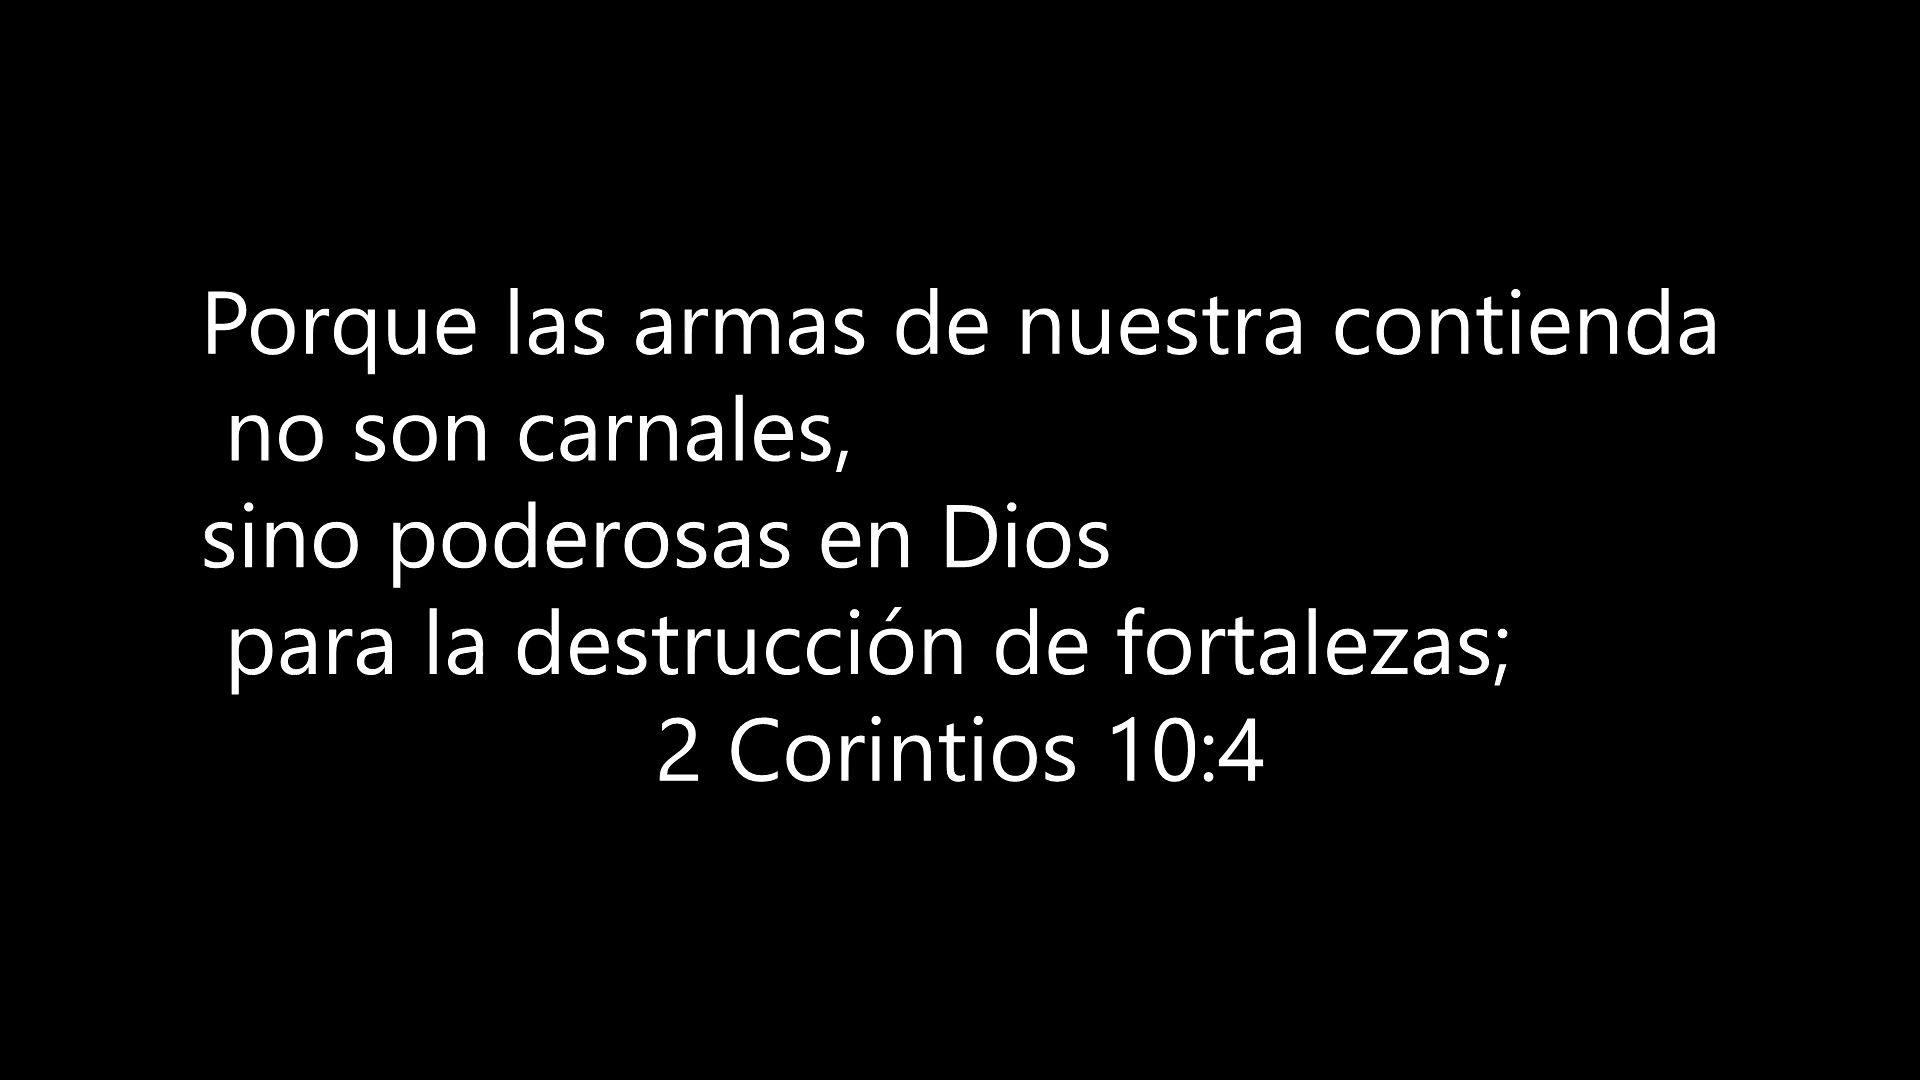 Porque las armas de nuestra contienda
no son carnales,
sino poderosas en Dios
para la destrucción de fortalezas;
2 Corintios 10:4